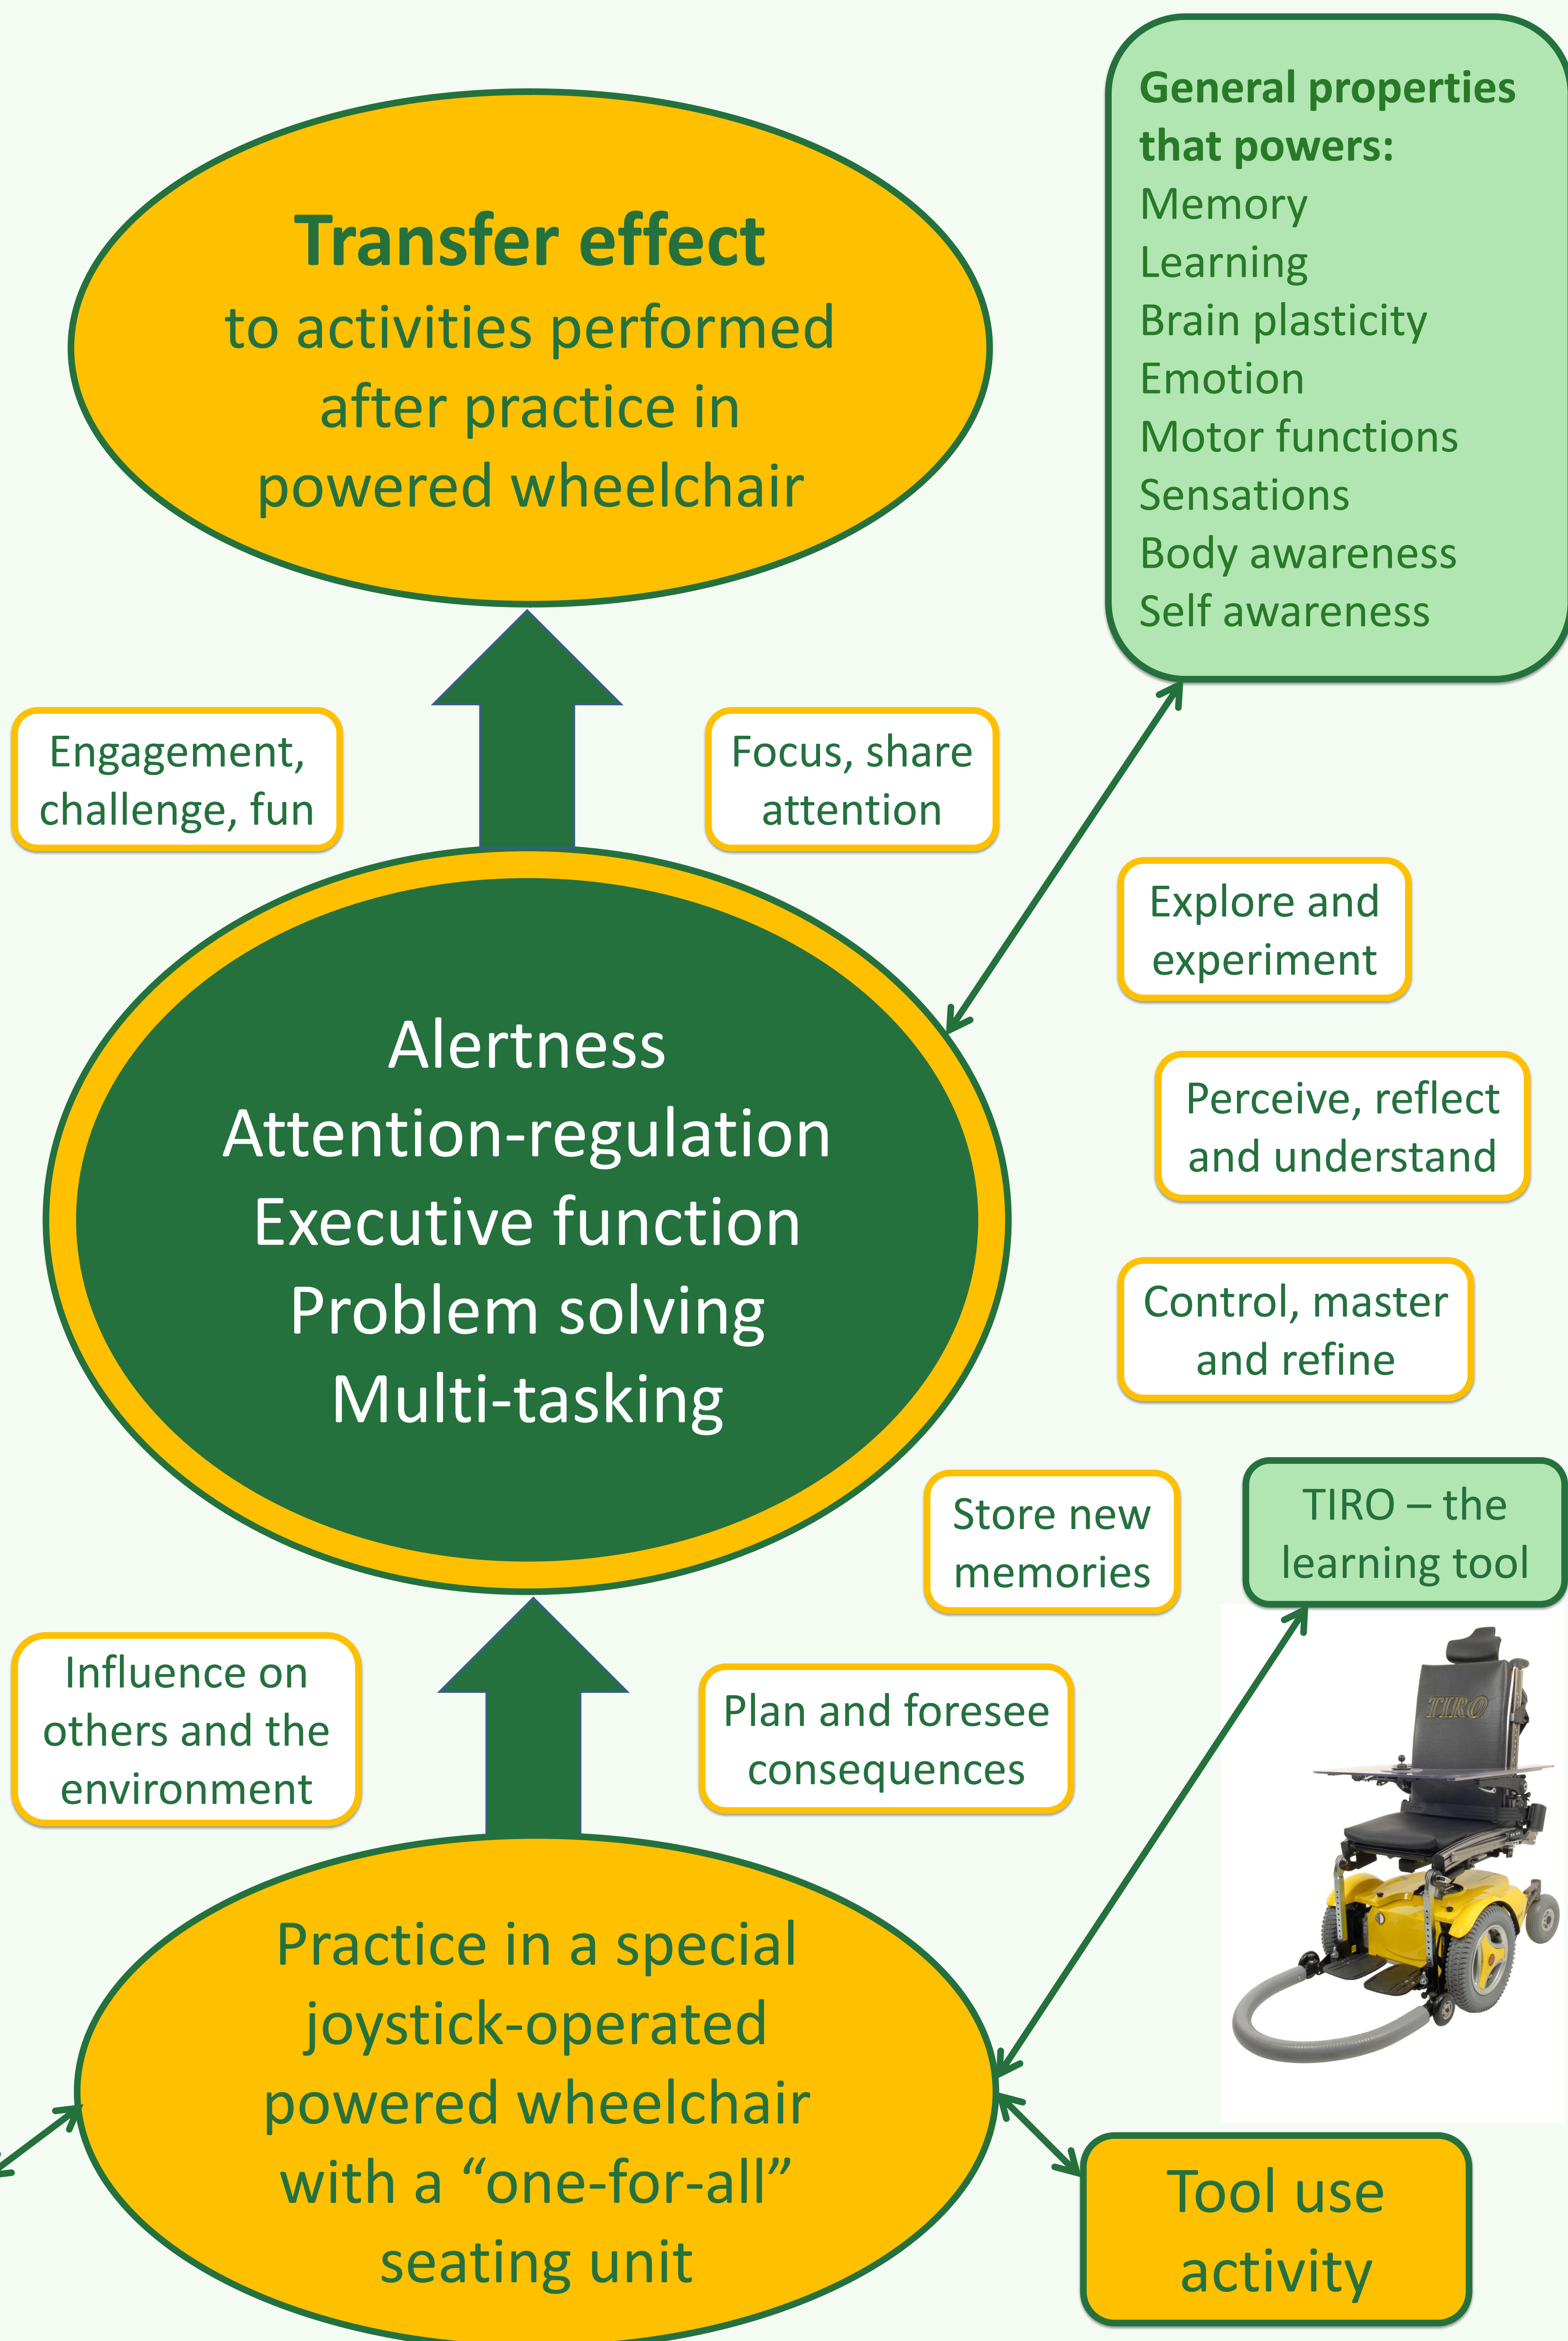 General properties
that powers:
Memory
Learning
Brain plasticity
Emotion
Motor functions
Sensations
Body awareness
Self awareness
Transfer effect
to activities performed
after practice in
powered wheelchair
Engagement,
challenge, fun
Focus, share
attention
Explore and
experiment
Perceive, reflect
and understand
Control, master
and refine
Alertness
Attention-regulation
Executive function
Problem solving
Multi-tasking
Store new
memories
TIRO – the
learning tool
TIRO
Influence on
others and the
environment
Plan and foresee
consequences
Practice in a special
joystick-operated
powered wheelchair
with a “one-for-all”
seating unit
Tool use
activity